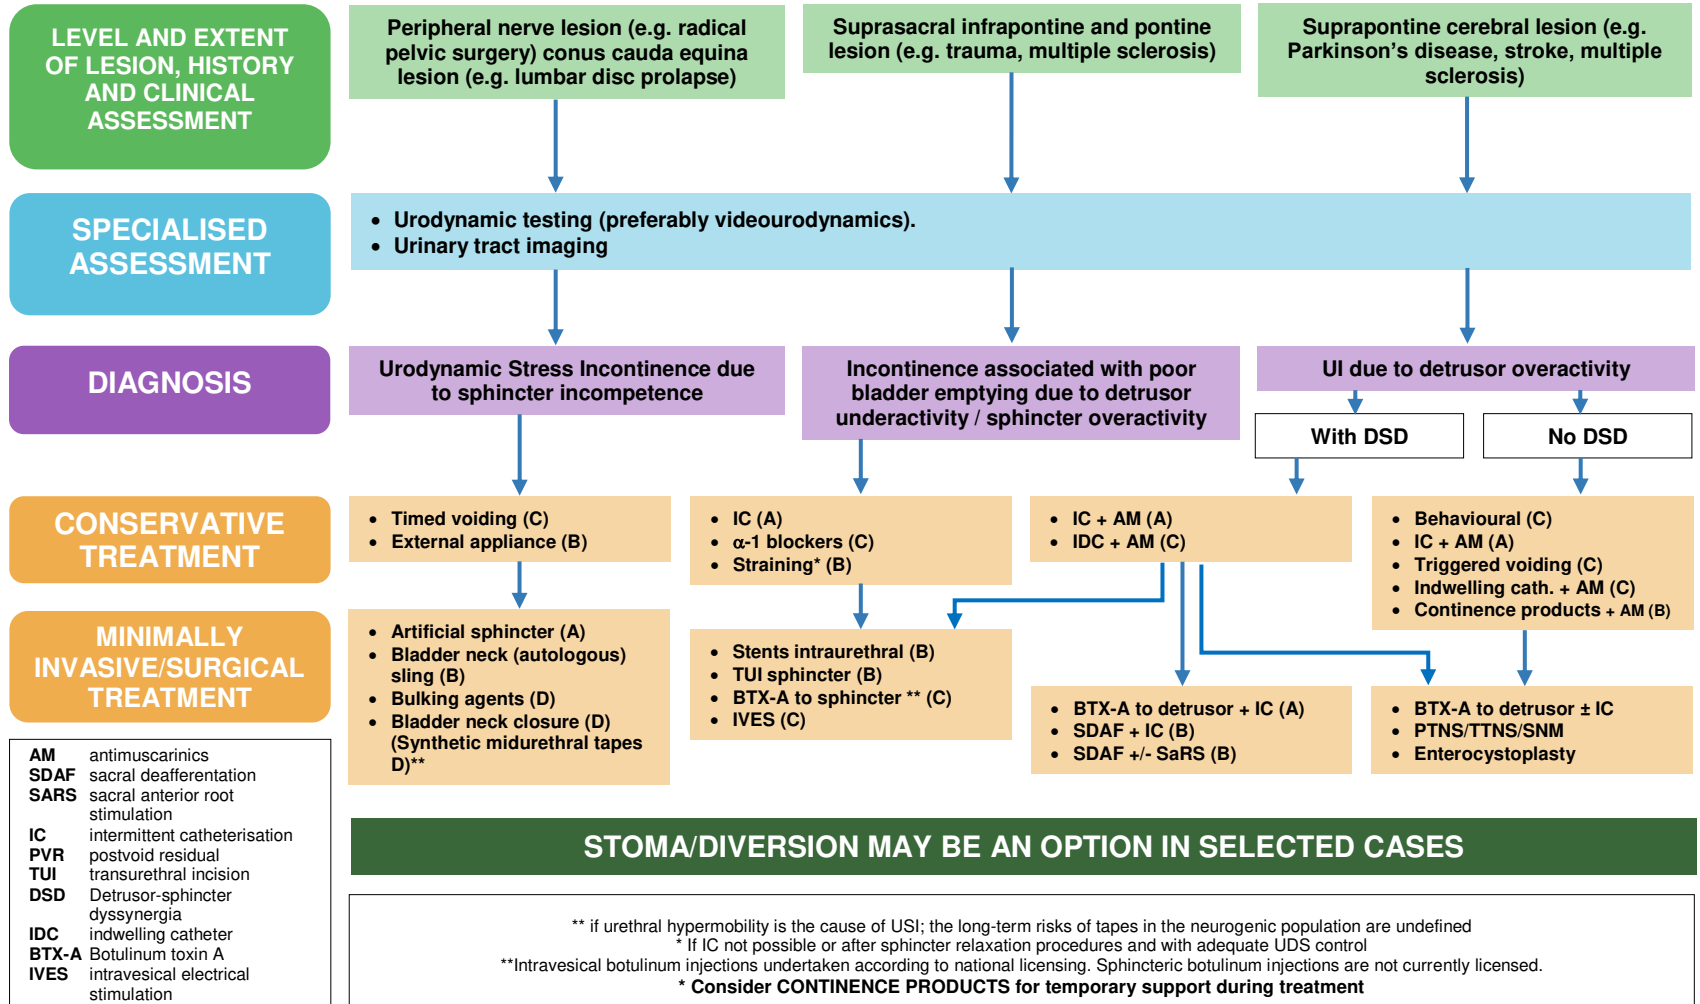 LEVEL AND EXTENT
OF LESION, HISTORY
AND CLINICAL
ASSESSMENT
Peripheral nerve lesion (e.g. radical
pelvic surgery) conus cauda equina
lesion (e.g. lumbar disc prolapse)
Suprasacral infrapontine and pontine
lesion (e.g. trauma, multiple sclerosis)
Suprapontine cerebral lesion (e.g.
Parkinson's disease, stroke, multiple
sclerosis)
SPECIALISED
ASSESSMENT
• Urodynamic testing (preferably videourodynamics).
• Urinary tract imaging
DIAGNOSIS
Urodynamic Stress Incontinence due
to sphincter incompetence
Incontinence associated with poor
bladder emptying due to detrusor
underactivity / sphincter overactivity
UI due to detrusor overactivity
With DSD
No DSD
CONSERVATIVE
TREATMENT
• Timed voiding (C)
• External appliance (B)
• IC (A)
• α-1 blockers (C)
• Straining* (B)
• IC + AM (A)
• IDC + AM (C)
• Behavioural (C)
• IC + AM (A)
• Triggered voiding (C)
• Indwelling cath. + AM (C)
• Continence products + AM (B)
MINIMALLY
INVASIVE/SURGICAL
TREATMENT
• Artificial sphincter (A)
• Bladder neck (autologous)
sling (B)
• Bulking agents (D)
• Bladder neck closure (D)
(Synthetic midurethral tapes
D)**
• Stents intraurethral (B)
• TUI sphincter (B)
• BTX-A to sphincter ** (C)
• IVES (C)
• BTX-A to detrusor + IC (A)
• SDAF + IC (B)
• SDAF +/- SaRS (B)
• BTX-A to detrusor ± IC
• PTNS/TTNS/SNM
• Enterocystoplasty
AM antimuscarinics
SDAF sacral deafferentation
SARS sacral anterior root
stimulation
IC intermittent catheterisation
PVR postvoid residual
TUI transurethral incision
DSD Detrusor-sphincter
dyssynergia
IDC indwelling catheter
BTX-A Botulinum toxin A
IVES intravesical electrical
stimulation
STOMA/DIVERSION MAY BE AN OPTION IN SELECTED CASES
** if urethral hypermobility is the cause of USI; the long-term risks of tapes in the neurogenic population are undefined
* If IC not possible or after sphincter relaxation procedures and with adequate UDS control
**Intravesical botulinum injections undertaken according to national licensing. Sphincteric botulinum injections are not currently licensed.
* Consider CONTINENCE PRODUCTS for temporary support during treatment